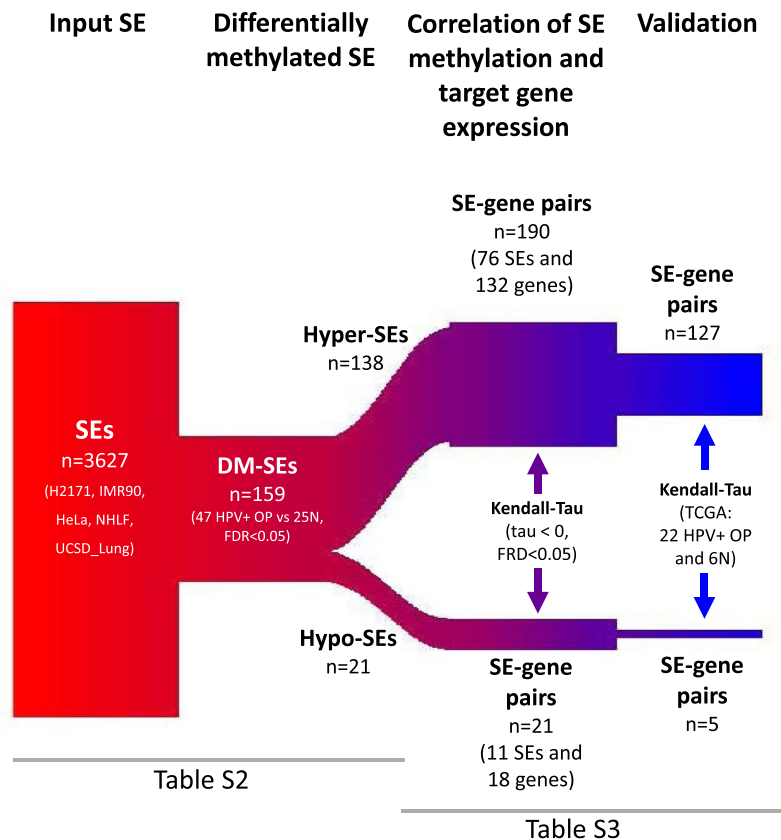 Input SE
Differentially
methylated SE
Correlation of SE
methylation and
target gene
expression
Validation
SE-gene pairs
n=190
(76 SEs and
132 genes)
SE-gene
pairs
n=127
Hyper-SEs
n=138
SEs
n=3627
(H2171, IMR90,
HeLa, NHLF,
UCSD_Lung)
DM-SEs
n=159
(47 HPV+ OP vs 25N,
FDR<0.05)
Kendall-Tau
(tau < 0,
FRD<0.05)
Kendall-Tau
(TCGA:
22 HPV+ OP
and 6N)
Hypo-SEs
n=21
SE-gene
pairs
n=21
(11 SEs and
18 genes)
SE-gene
pairs
n=5
Table S2
Table S3